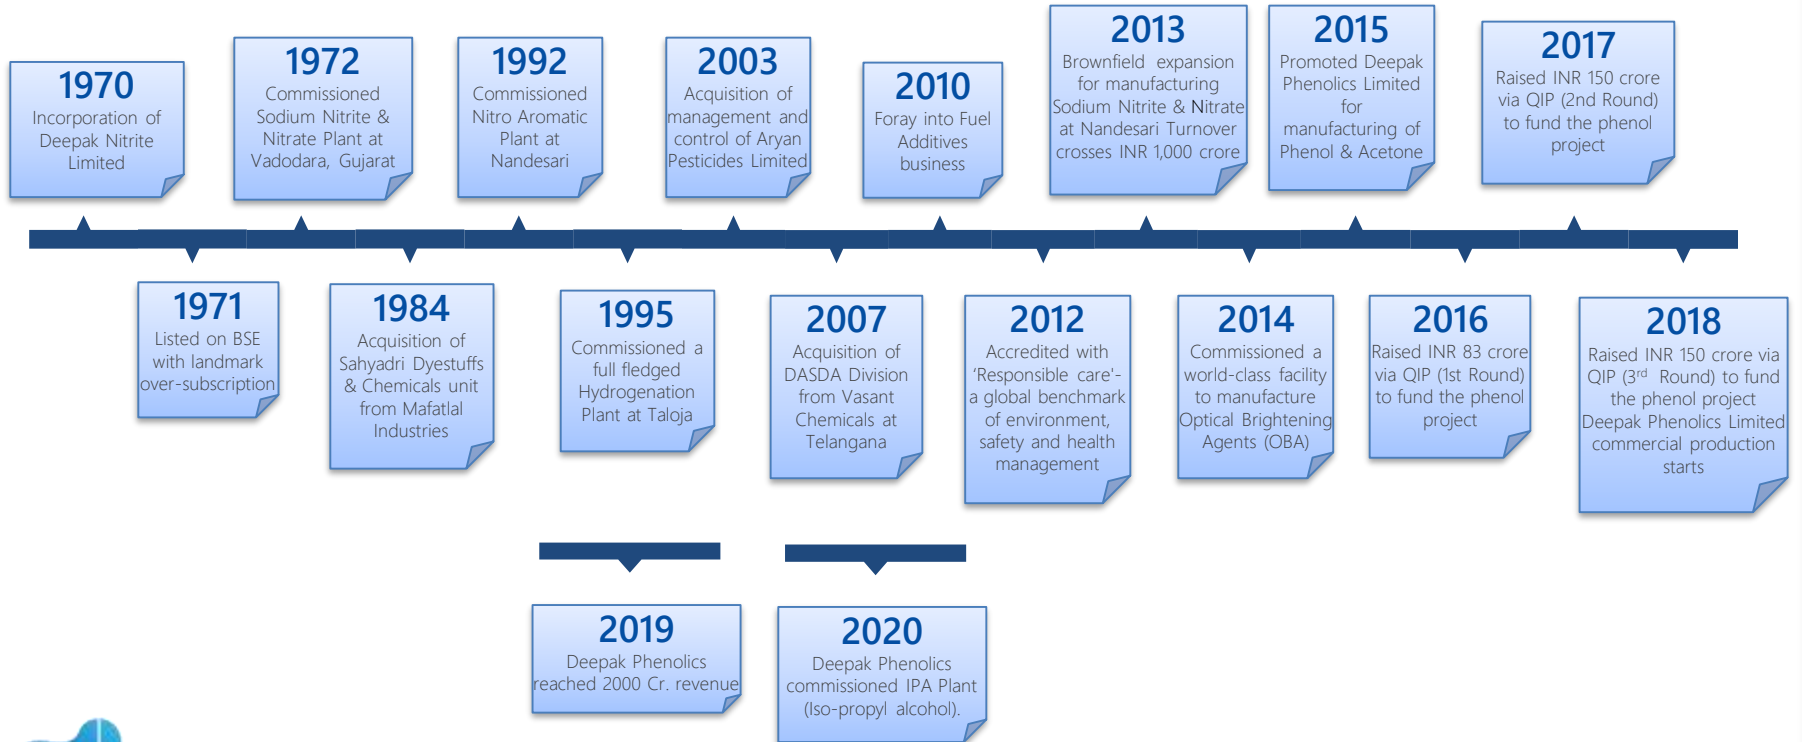 1970
Incorporation of
Deepak Nitrite
Limited
1971
Listed on BSE
with landmark
over-subscription
1972
Commissioned
Sodium Nitrite &
Nitrate Plant at
Vadodara, Gujarat
1984
Acquisition of
Sahyadri Dyestuffs
& Chemicals unit
from Mafatlal
Industries
1992
Commissioned
Nitro Aromatic
Plant at
Nandesari
1995
Commissioned a
full fledged
Hydrogenation
Plant at Taloja
2003
Acquisition of
management and
control of Aryan
Pesticides Limited
2007
Acquisition of
DASDA Division
from Vasant
Chemicals at
Telangana
2010
Foray into Fuel
Additives
business
2012
Accredited with
‘Responsible care'-
a global benchmark
of environment,
safety and health
management
2013
Brownfield expansion
for manufacturing
Sodium Nitrite & Nitrate
at Nandesari Turnover
crosses INR 1,000 crore
2014
Commissioned a
world-class facility
to manufacture
Optical Brightening
Agents (OBA)
2015
Promoted Deepak
Phenolics Limited
for
manufacturing of
Phenol & Acetone
2016
Raised INR 83 crore
via QIP (1st Round)
to fund the phenol
project
2017
Raised INR 150 crore
via QIP (2nd Round)
to fund the phenol
project
2018
Raised INR 150 crore via
QIP (3rd Round) to fund
the phenol project
Deepak Phenolics Limited
commercial production
starts
2019
Deepak Phenolics
reached 2000 Cr. revenue
2020
Deepak Phenolics
commissioned IPA Plant
(Iso-propyl alcohol).